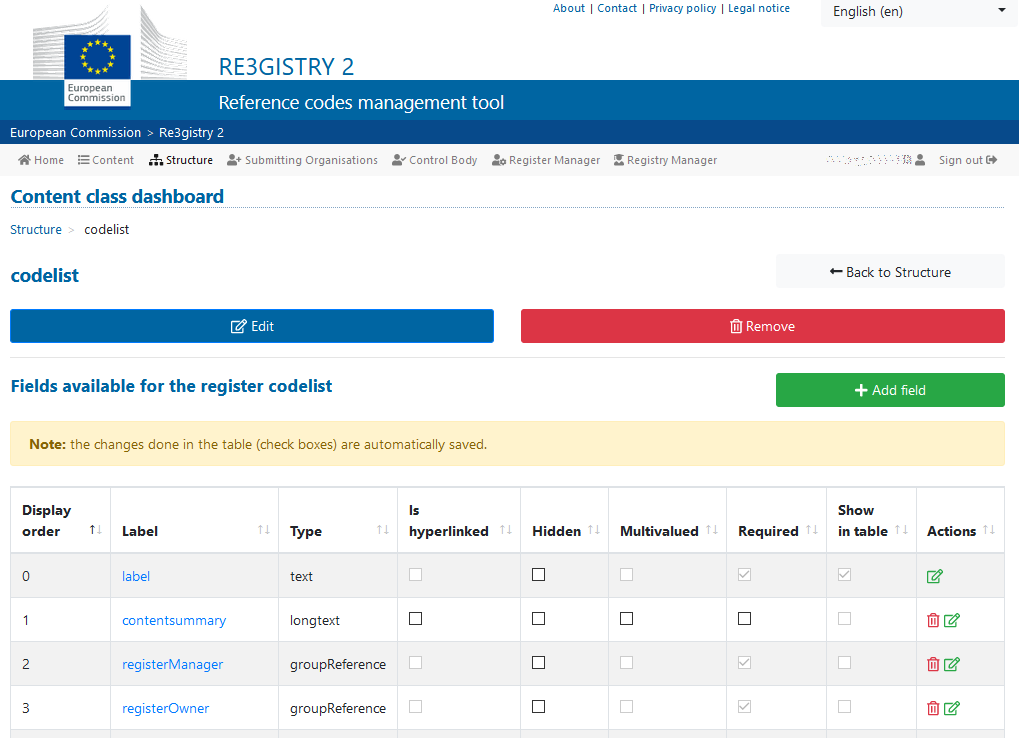 About | Contact | Privacy policy | Legal notice
English (en)
European
Commission
RE3GISTRY 2
Reference codes management tool
European Commission > Re3gistry 2
Home Content Structure Submitting Organisations Control Body Register Manager Registry Manager Sign out
Content class dashboard
Structure > codelist
codelist
Back to Structure
Edit
Remove
Fields available for the register codelist
Add field
Note: the changes done in the table (check boxes) are automatically saved.
Display order Label Type Is hyperlinked Hidden Multivalued Required Show in table Actions
0 label text
1 contentsummary longtext
2 registerManager groupReference
3 registerOwner groupReference